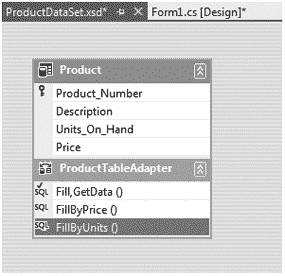 ProductDataSet.xsd* Form1.cs [Design]*
Product
Product_Number
Description
Units_On_Hand
Price
ProductTableAdapter
SQL Fill,GetData ()
SQL FillByPrice ()
SQL FillByUnits ()